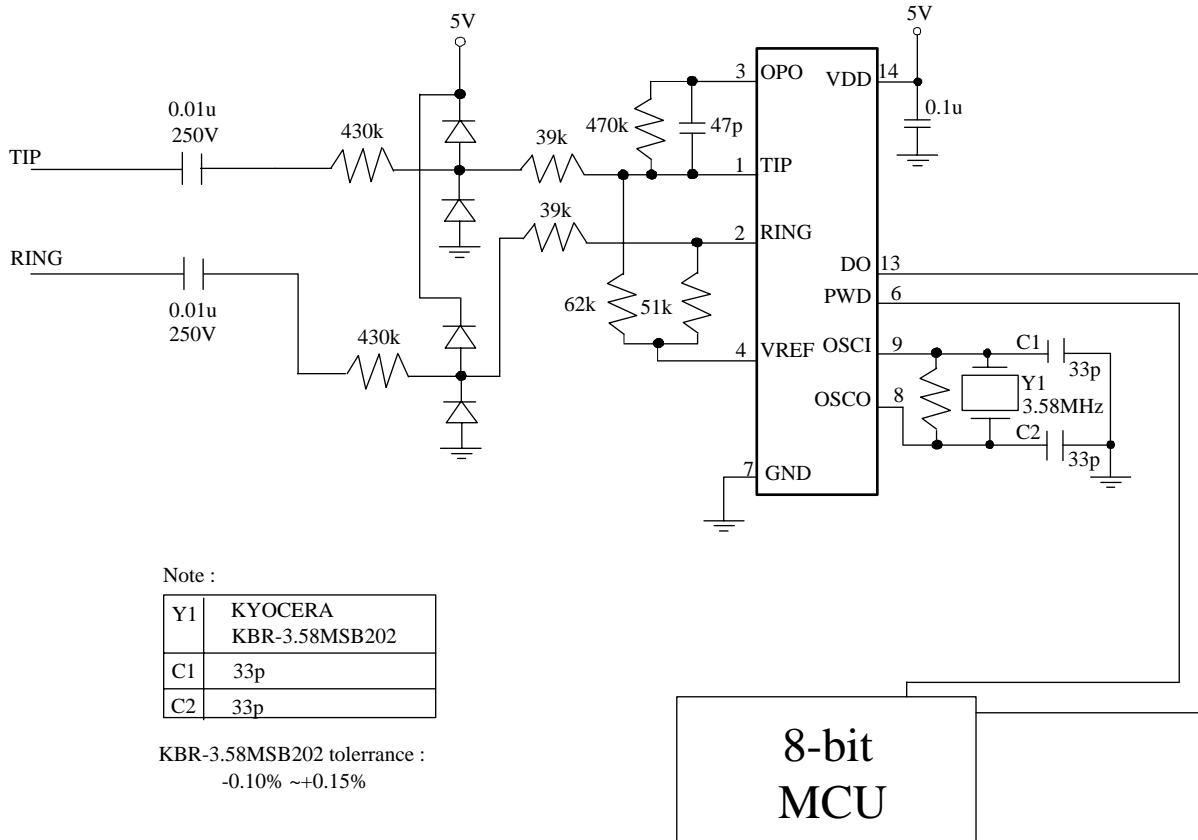 5V
5V
0.01u
250V
430k
TIP
39k
470k
47p
3
OPO
VDD
14
0.1u
1
TIP
39k
2
RING
RING
0.01u
250V
430k
62k
51k
DO
13
PWD
6
4
VREF
OSCI
9
C1
33p
Y1
3.58MHz
OSCO
8
C2
33p
7
GND
Note :
Y1 KYOCERA
KBR-3.58MSB202
C1 33p
C2 33p
KBR-3.58MSB202 tolerrance :
-0.10% ~+0.15%
8-bit
MCU